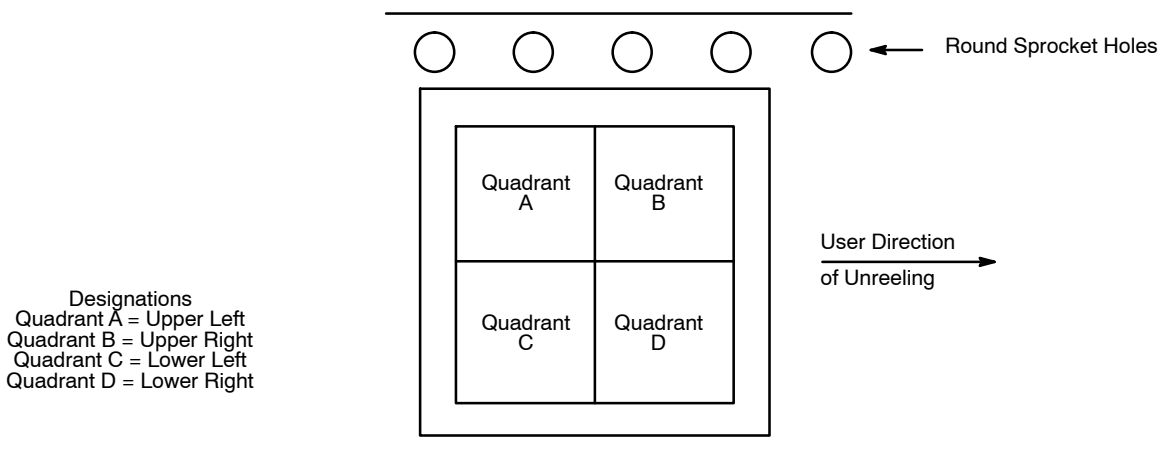 Round Sprocket Holes
Quadrant
A
Quadrant
B
User Direction
of Unreeling
Quadrant
C
Quadrant
D
Designations
Quadrant A = Upper Left
Quadrant B = Upper Right
Quadrant C = Lower Left
Quadrant D = Lower Right